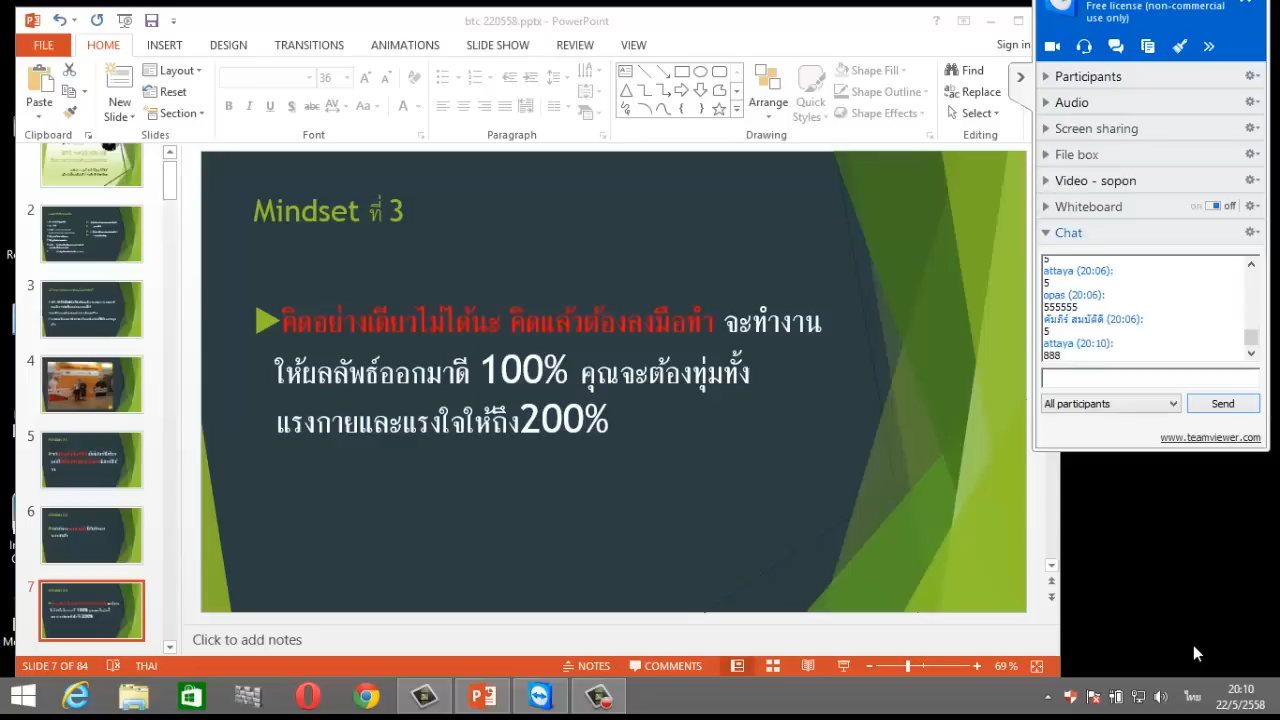 btc 220558.pptx - PowerPoint
FILE
HOME
INSERT
DESIGN
TRANSITIONS
ANIMATIONS
SLIDE SHOW
REVIEW
VIEW
Sign in
Paste
New
Slide
Layout
Reset
Section
36
Arrange
Quick
Styles
Shape Fill
Shape Outline
Shape Effects
Find
Replace
Select
Clipboard
Slides
Font
Paragraph
Drawing
Editing
2
3
4
5
6
7
Mindset ที่ 3
คิดอย่างเดียวไม่ได้นะ คิดแล้วต้องลงมือทำ จะทำงาน
ให้ผลลัพธ์ออกมาดี 100% คุณจะต้องทุ่มทั้ง
แรงกายและแรงใจให้ถึง200%
Click to add notes
SLIDE 7 OF 84
THAI
NOTES
COMMENTS
69 %
Free license (non-commercial
use only)
Participants
Audio
Screen sharing
File box
Video - sopon
Whiteboard
on
off
Chat
5
attaya (20:06):
5
opas (20:06):
555555
คัมภีร์ สมบัติดี (20:06):
5
attaya (20:10):
888
All participants
Send
www.teamviewer.com
ไทย
20:10
22/5/2558